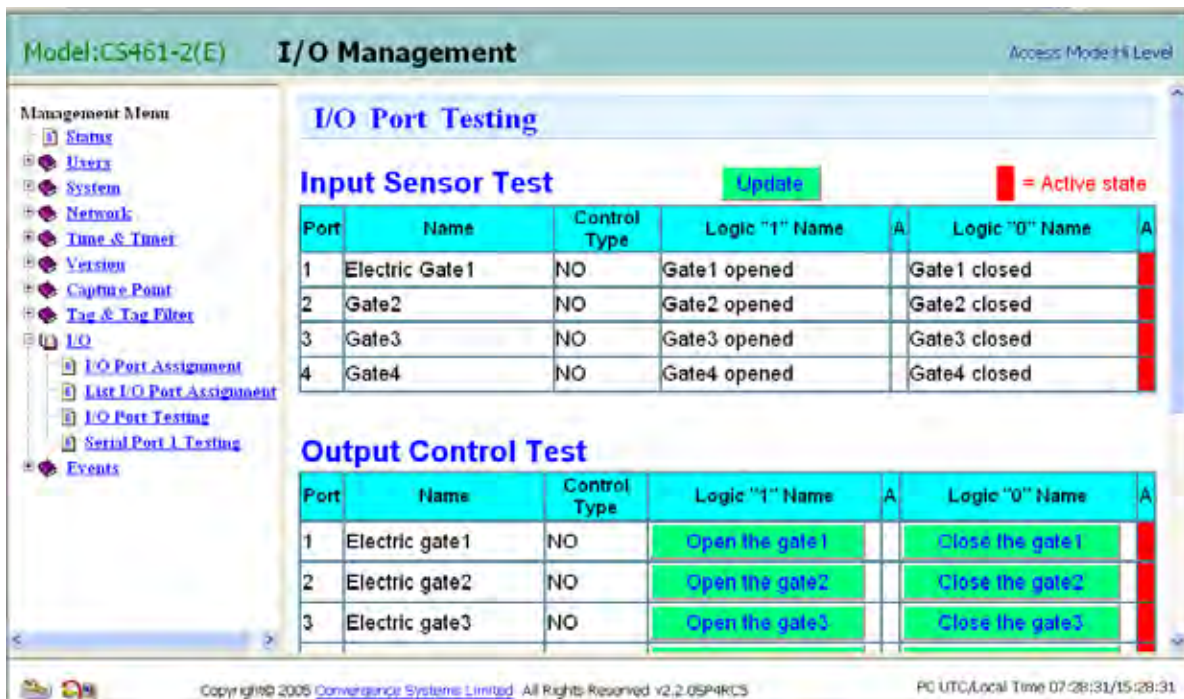 Model:CS461-2(E) I/O Management Access Mode:Hi Level
Management Menu
Status
Users
System
Network
Time & Timer
Version
Capture Point
Tag & Tag Filter
I/O
I/O Port Assignment
List I/O Port Assignment
I/O Port Testing
Serial Port 1 Testing
Events
I/O Port Testing
Input Sensor Test Update = Active state
Port Name Control Type Logic "1" Name A Logic "0" Name A
1 Electric Gate1 NO Gate1 opened Gate1 closed
2 Gate2 NO Gate2 opened Gate2 closed
3 Gate3 NO Gate3 opened Gate3 closed
4 Gate4 NO Gate4 opened Gate4 closed
Output Control Test
Port Name Control Type Logic "1" Name A Logic "0" Name A
1 Electric gate1 NO Open the gate1 Close the gate1
2 Electric gate2 NO Open the gate2 Close the gate2
3 Electric gate3 NO Open the gate3 Close the gate3
Copyright© 2005 Convergence Systems Limited All Rights Reserved v2.2.0SP4RC5 PC UTC/Local Time 07:28:31/15:28:31